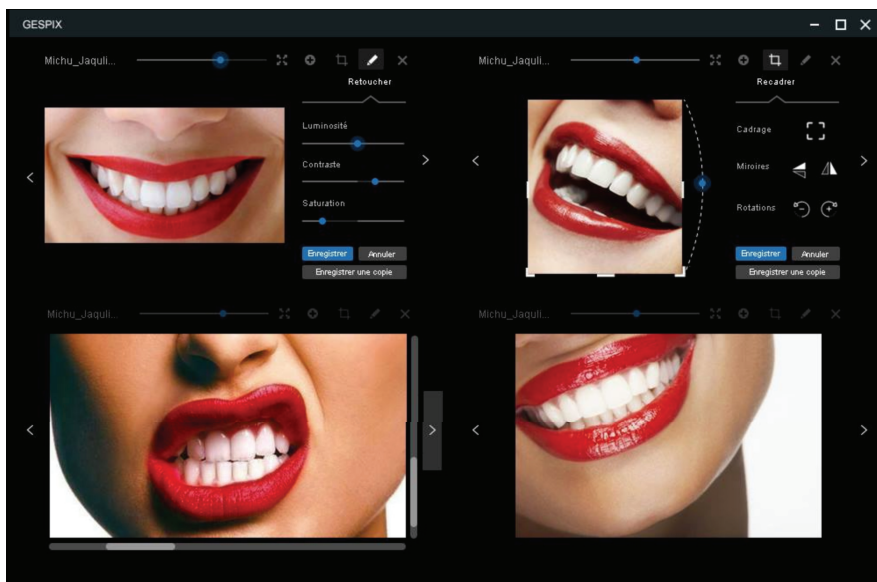 GESPIX
Michu_Jaquli...
Retoucher
Luminosité
Contraste
Saturation
Enregistrer Annuler
Enregistrer une copie
Michu_Jaquli...
Recadrer
Cadrage
Miroires
Rotations
Enregistrer Annuler
Enregistrer une copie
Michu_Jaquli...
Michu_Jaquli...